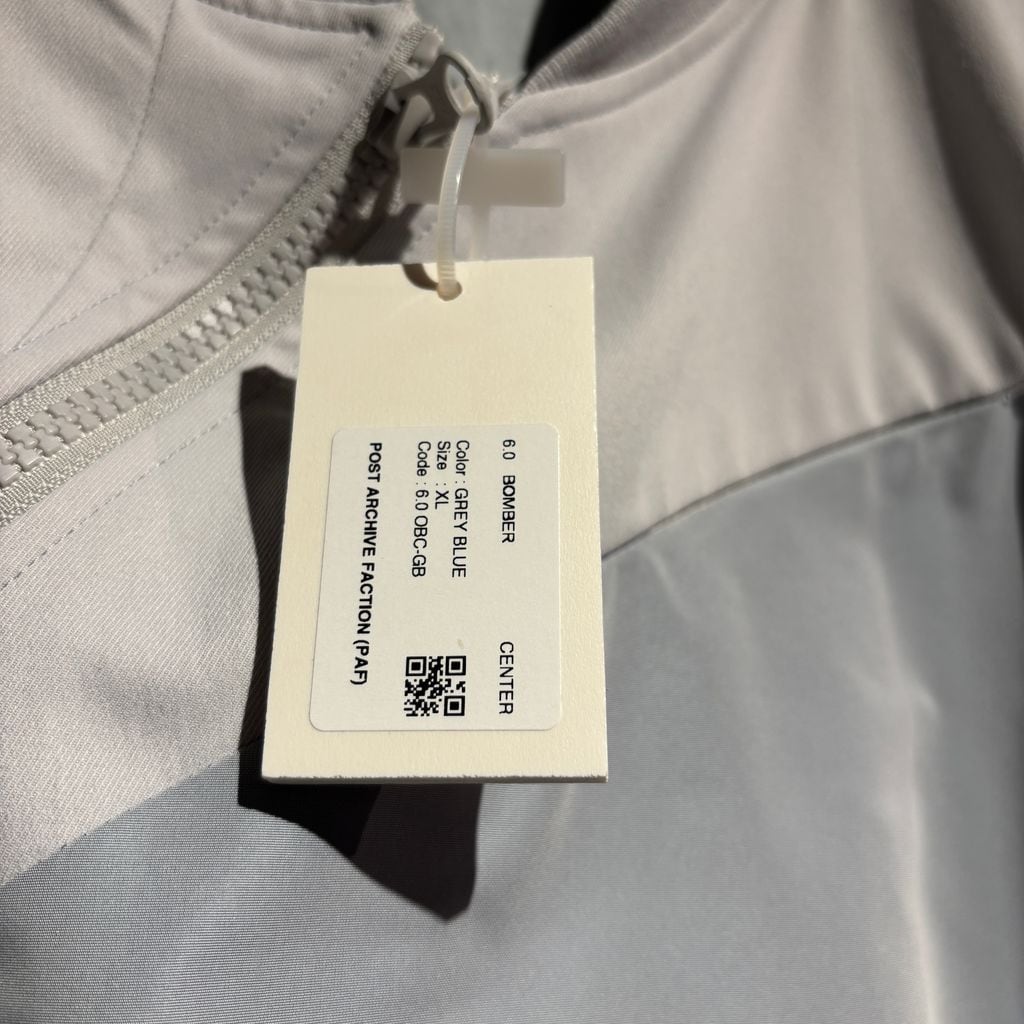 6.0 BOMBER CENTER
Color : GREY BLUE
Size : XL
Code : 6.0 OBC-GB
POST ARCHIVE FACTION (PAF)